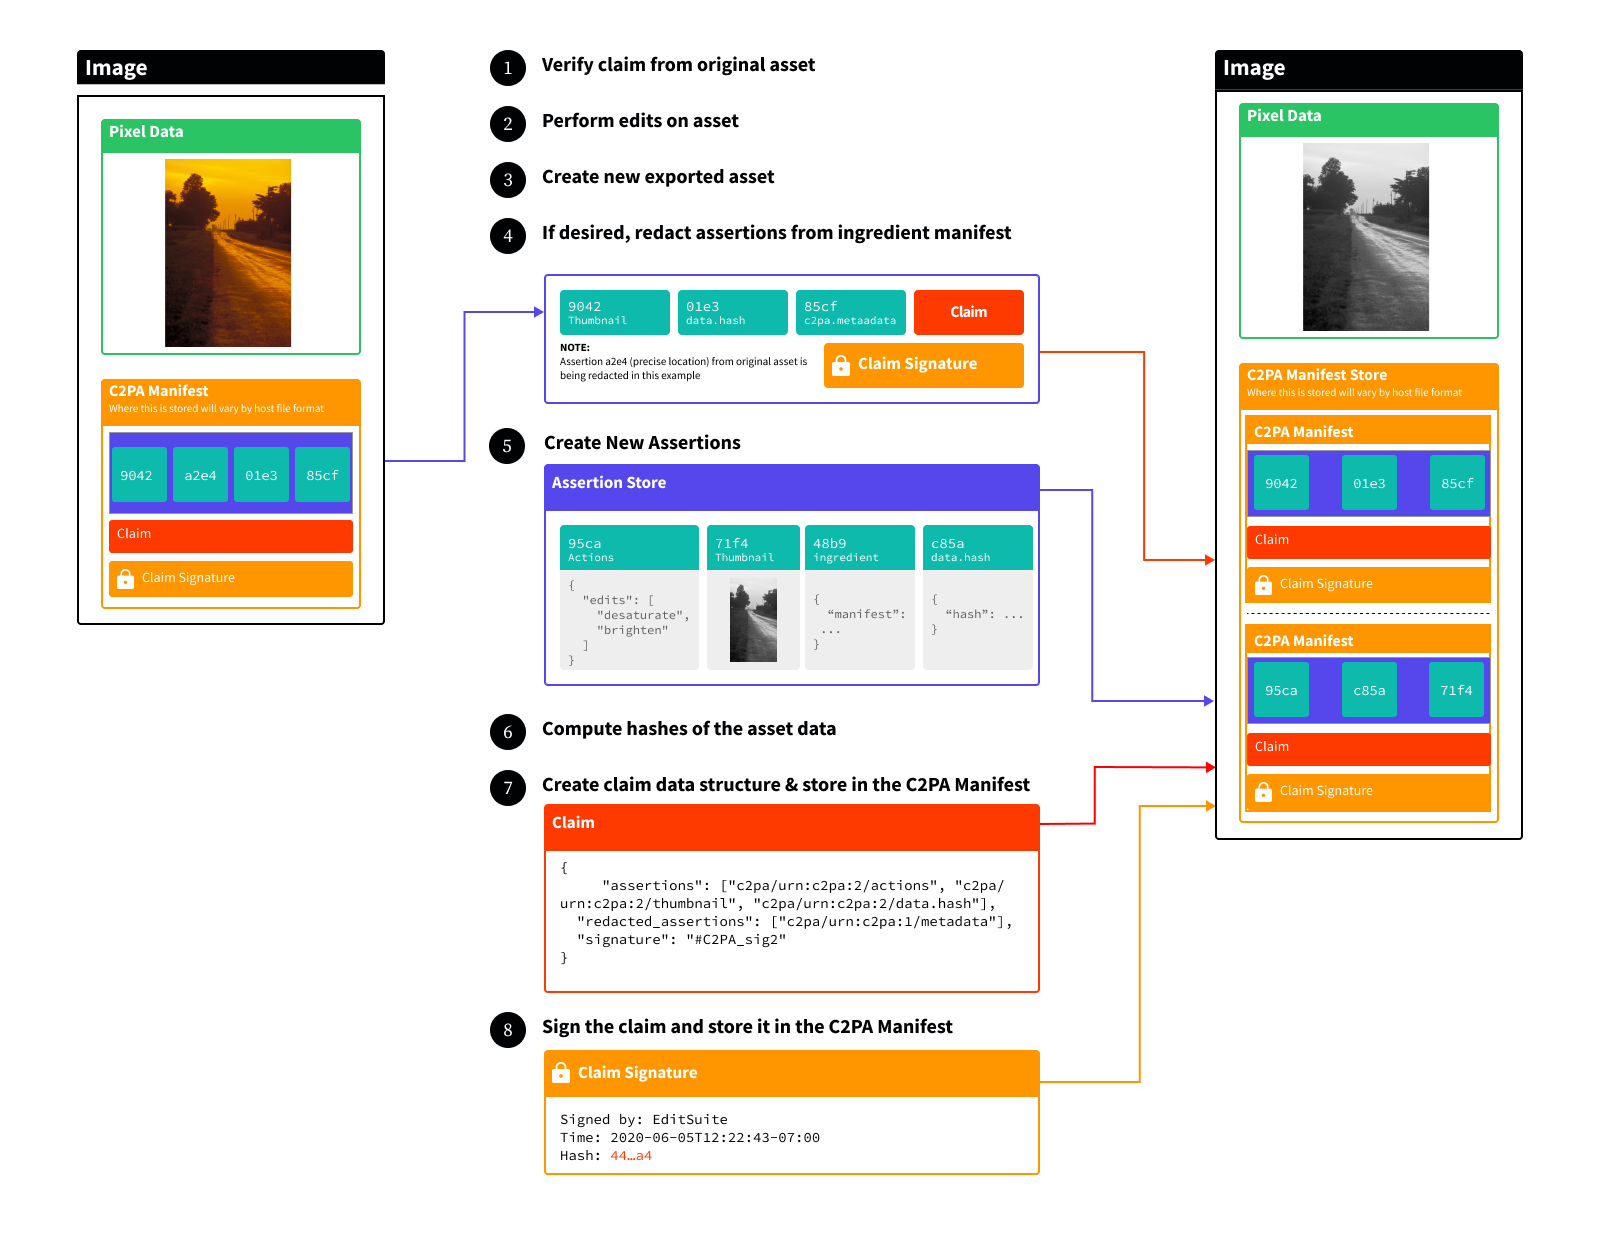 Image
Pixel Data
C2PA Manifest
Where this is stored will vary by host file format
9042 a2e4 01e3 85cf
Claim
Claim Signature
1 Verify claim from original asset
2 Perform edits on asset
3 Create new exported asset
4 If desired, redact assertions from ingredient manifest
9042 01e3 85cf Claim
Thumbnail data.hash c2pa.metaadata
NOTE:
Assertion a2e4 (precise location) from original asset is
being redacted in this example
Claim Signature
5 Create New Assertions
Assertion Store
95ca 71f4 48b9 c85a
Actions Thumbnail ingredient data.hash
{
"edits": [
"desaturate",
"brighten"
]
}
{
“manifest”:
...
}
{
“hash”: ...
}
6 Compute hashes of the asset data
7 Create claim data structure & store in the C2PA Manifest
Claim
{
"assertions": ["c2pa/urn:c2pa:2/actions", "c2pa/
urn:c2pa:2/thumbnail", "c2pa/urn:c2pa:2/data.hash"],
"redacted_assertions": ["c2pa/urn:c2pa:1/metadata"],
"signature": "#C2PA_sig2"
}
8 Sign the claim and store it in the C2PA Manifest
Claim Signature
Signed by: EditSuite
Time: 2020-06-05T12:22:43-07:00
Hash: 44…a4
Image
Pixel Data
C2PA Manifest Store
Where this is stored will vary by host file format
C2PA Manifest
9042 01e3 85cf
Claim
Claim Signature
C2PA Manifest
95ca c85a 71f4
Claim
Claim Signature